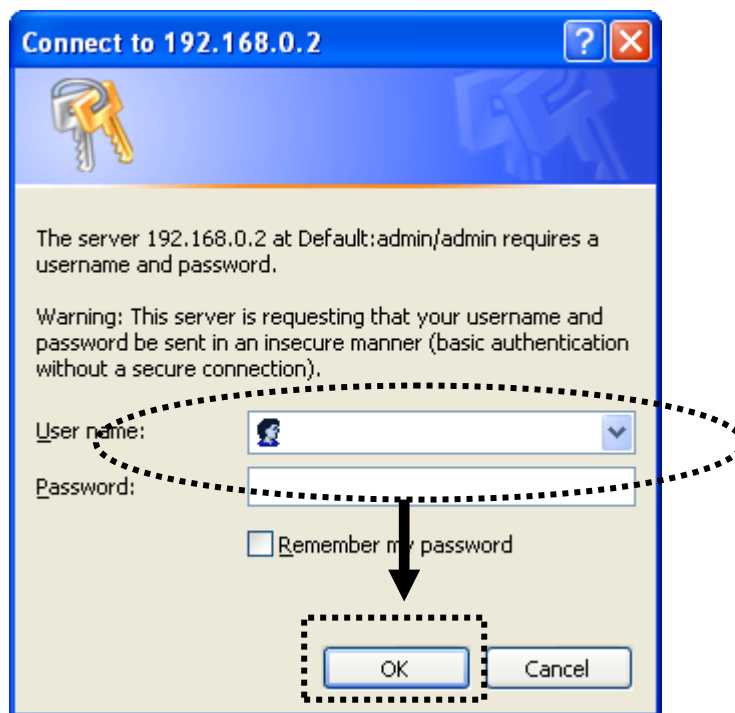 Connect to 192.168.0.2
The server 192.168.0.2 at Default:admin/admin requires a
username and password.
Warning: This server is requesting that your username and
password be sent in an insecure manner (basic authentication
without a secure connection).
User name:
Password:
Remember my password
OK Cancel